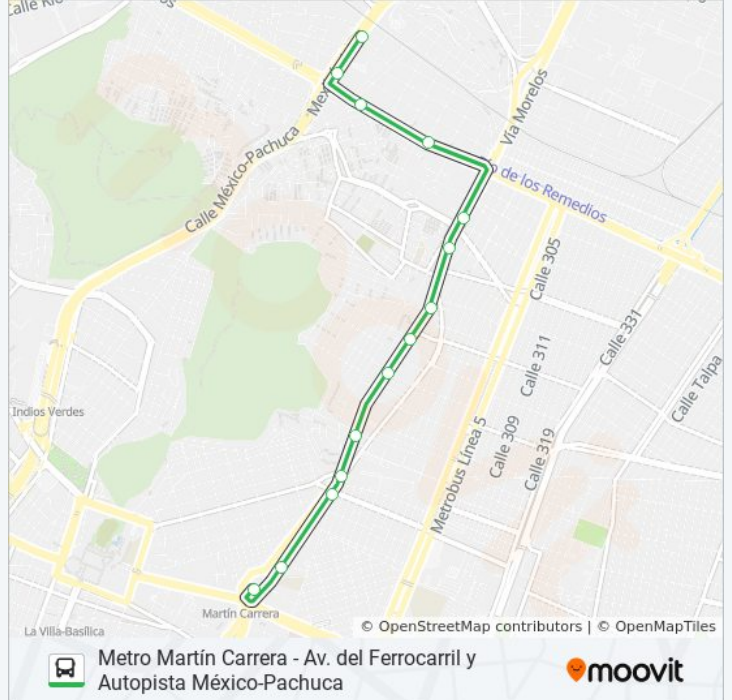 Calle
Mexi
Vía Morelos
Calle México-Pachuca
o de los Remedios
Calle 305
Calle 331
Calle 311
Calle Talpa
Indios Verdes
Metrobus Línea 5
Calle 309
Calle 319
Martín Carrera
La Villa-Basílica
© OpenStreetMap contributors | © OpenMapTiles
Metro Martín Carrera - Av. del Ferrocarril y
Autopista México-Pachuca
moovit